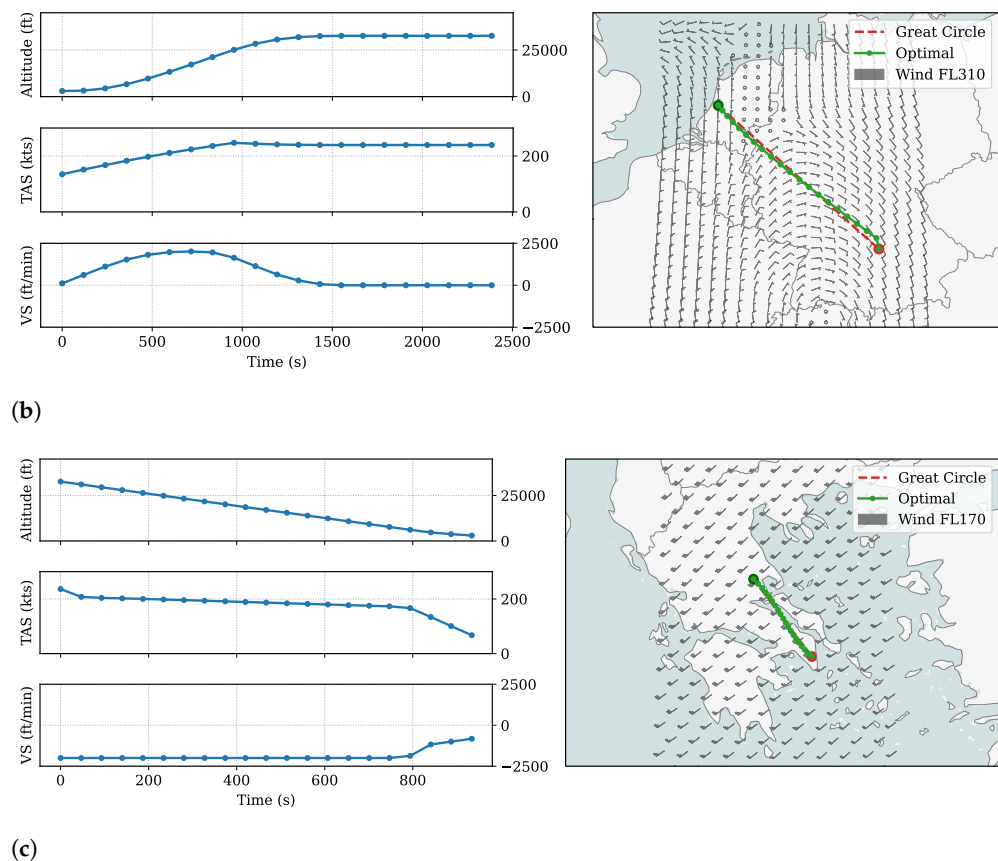 Altitude (ft)
25000
0
TAS (kts)
200
0
VS (ft/min)
2500
0
−2500
0
500
1000
1500
2000
2500
Time (s)
Great Circle
Optimal
Wind FL310
(b)
Altitude (ft)
25000
0
TAS (kts)
200
0
VS (ft/min)
2500
0
−2500
0
200
400
600
800
Time (s)
Great Circle
Optimal
Wind FL170
(c)